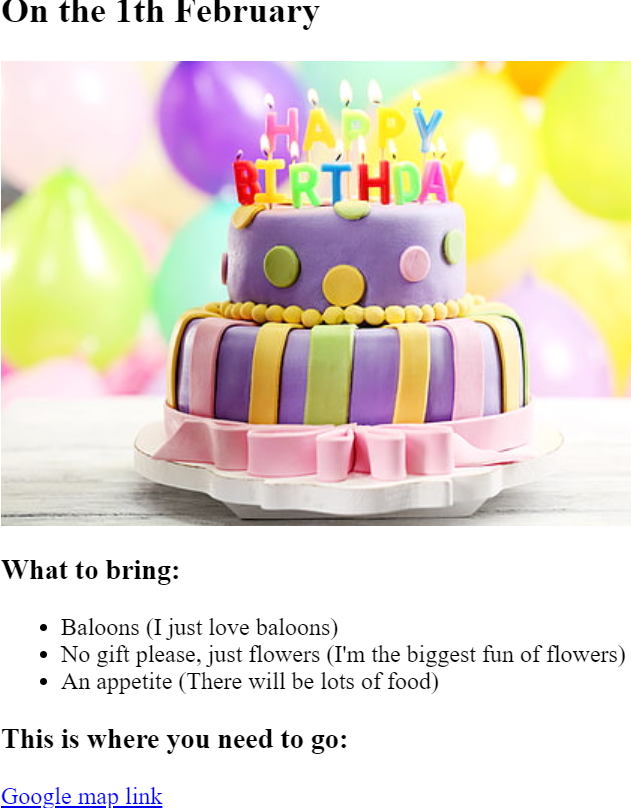 On the 1th February
HAPPY
BIRTHDAY
What to bring:
Baloons (I just love baloons)
No gift please, just flowers (I'm the biggest fun of flowers)
An appetite (There will be lots of food)
This is where you need to go:
Google map link